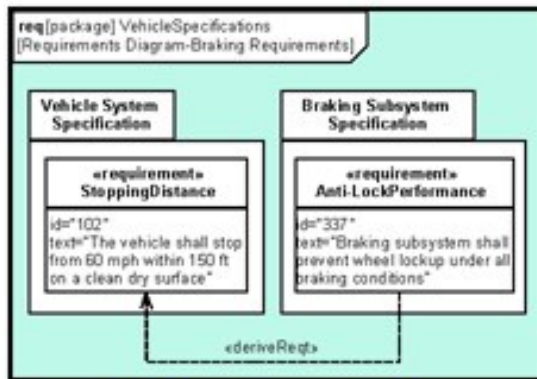 req[package] VehicleSpecifications
[Requirements Diagram-Braking Requirements]
Vehicle System
Specification
Braking Subsystem
Specification
«requirement»
StoppingDistance
id="102"
text="The vehicle shall stop
from 60 mph within 150 ft
on a clean dry surface"
«requirement»
Anti-LockPerformance
id="337"
text="Braking subsystem shall
prevent wheel lockup under all
braking conditions"
«deriveReqt»